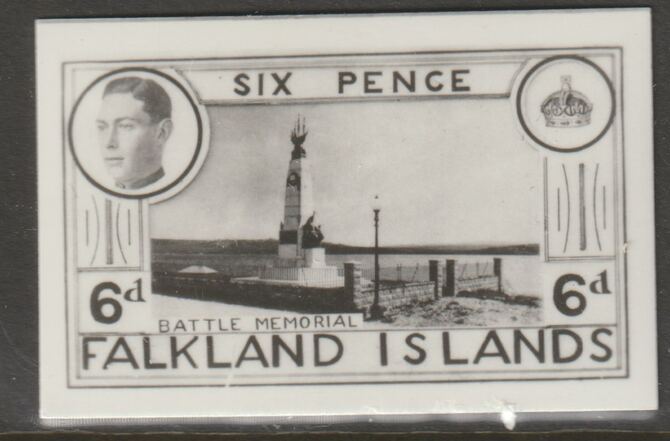 SIX PENCE
6d 6d
BATTLE MEMORIAL
FALKLAND ISLANDS